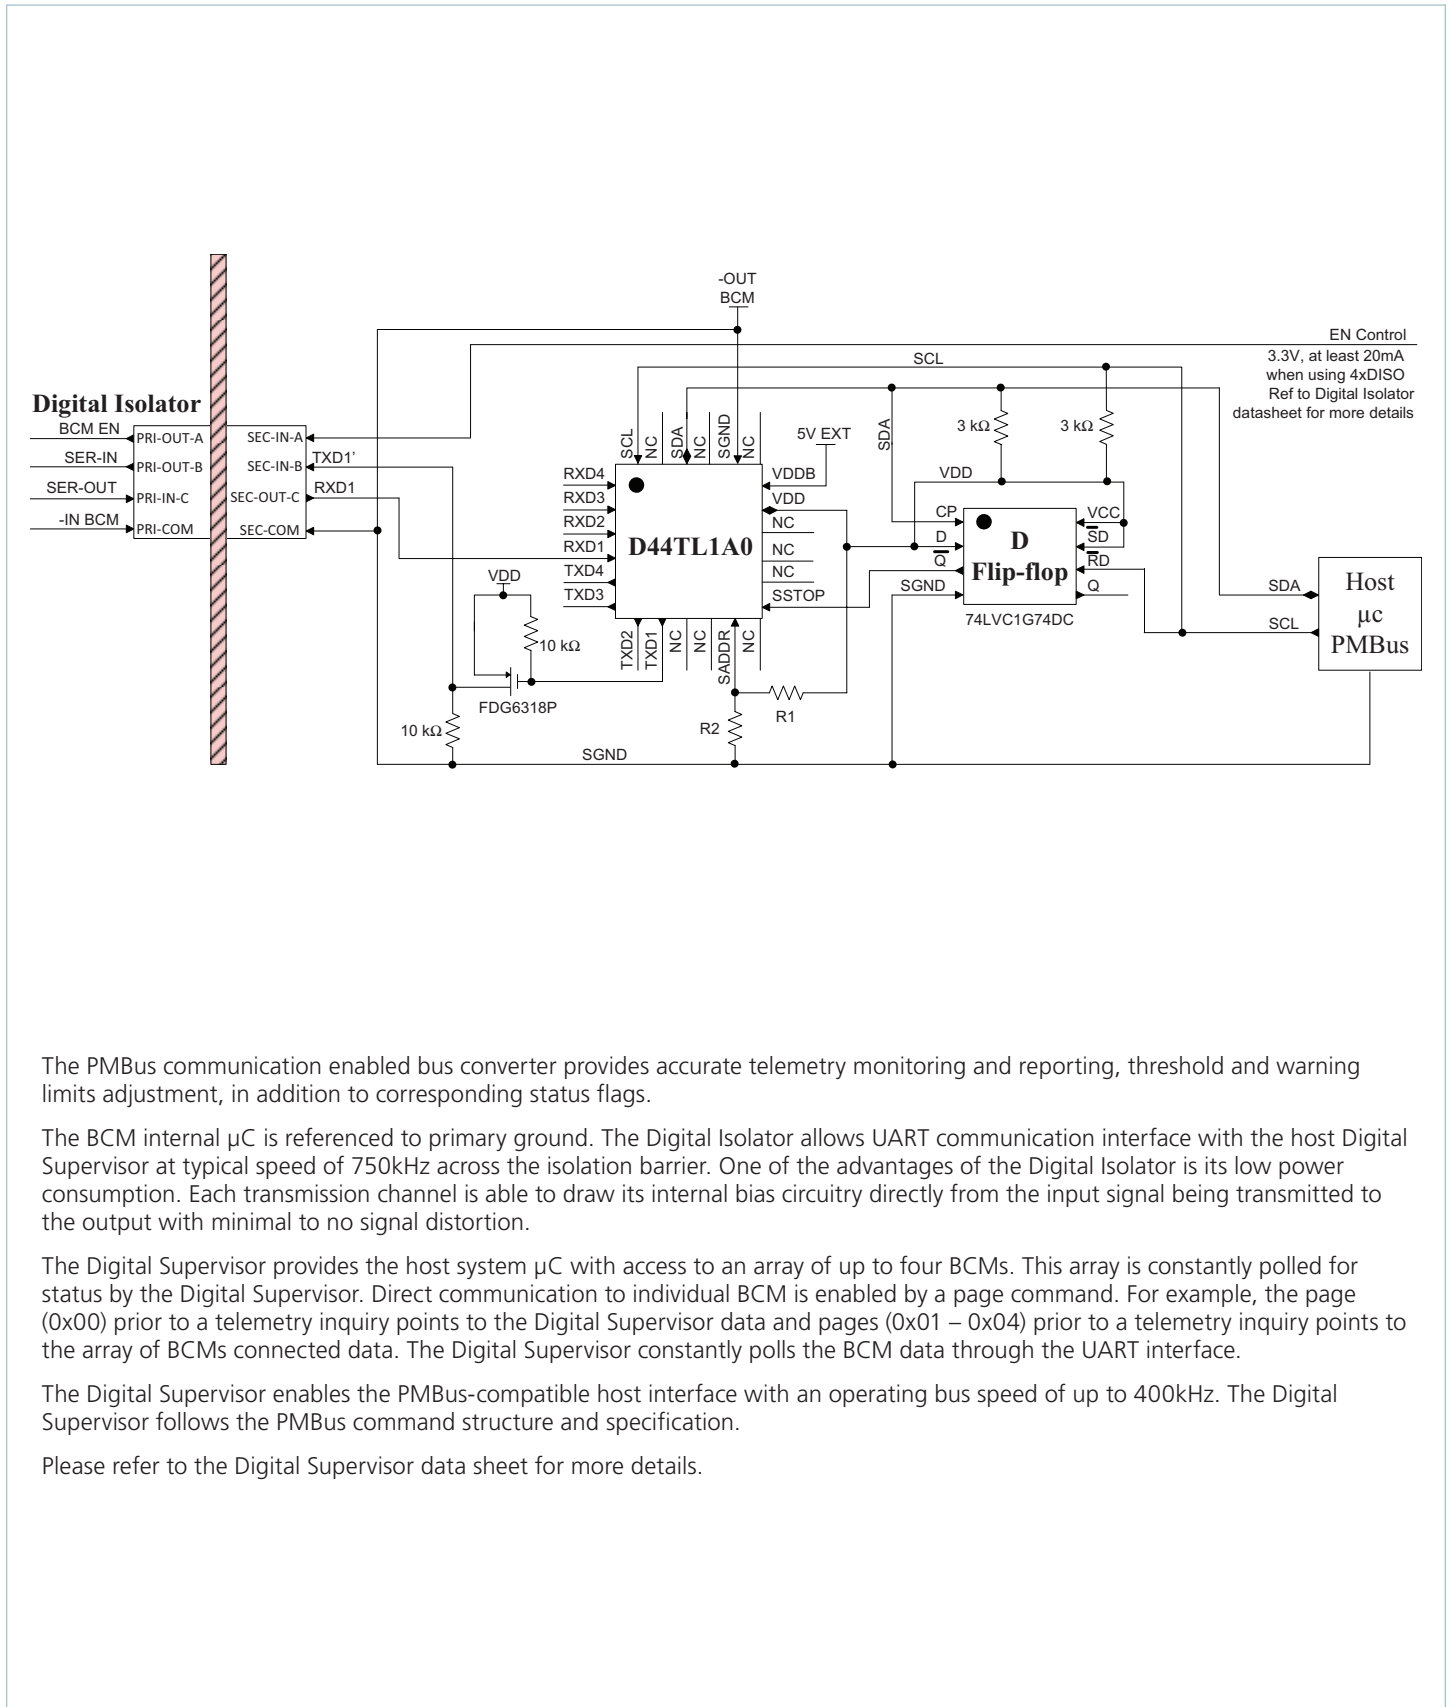 -OUT
BCM
EN Control
3.3V, at least 20mA
when using 4xDISO
Ref to Digital Isolator
datasheet for more details
SCL
Digital Isolator
BCM EN
SER-IN
SER-OUT
-IN BCM
PRI-OUT-A
PRI-OUT-B
PRI-IN-C
PRI-COM
SEC-IN-A
SEC-IN-B
SEC-OUT-C
SEC-COM
TXD1'
RXD1
VDD
10 kΩ
FDG6318P
10 kΩ
SGND
SCL
NC
SDA
NC
SGND
NC
5V EXT
RXD4
RXD3
RXD2
RXD1
TXD4
TXD3
D44TL1A0
VDDB
VDD
NC
NC
NC
SSTOP
TXD2
TXD1
NC
NC
SADDR
NC
R1
R2
SDA
3 kΩ
3 kΩ
VDD
CP
D
Q
SGND
D
Flip-flop
VCC
SD
RD
Q
74LVC1G74DC
SDA
SCL
Host
µc
PMBus
The PMBus communication enabled bus converter provides accurate telemetry monitoring and reporting, threshold and warning
limits adjustment, in addition to corresponding status flags.
The BCM internal µC is referenced to primary ground. The Digital Isolator allows UART communication interface with the host Digital
Supervisor at typical speed of 750kHz across the isolation barrier. One of the advantages of the Digital Isolator is its low power
consumption. Each transmission channel is able to draw its internal bias circuitry directly from the input signal being transmitted to
the output with minimal to no signal distortion.
The Digital Supervisor provides the host system µC with access to an array of up to four BCMs. This array is constantly polled for
status by the Digital Supervisor. Direct communication to individual BCM is enabled by a page command. For example, the page
(0x00) prior to a telemetry inquiry points to the Digital Supervisor data and pages (0x01 – 0x04) prior to a telemetry inquiry points to
the array of BCMs connected data. The Digital Supervisor constantly polls the BCM data through the UART interface.
The Digital Supervisor enables the PMBus-compatible host interface with an operating bus speed of up to 400kHz. The Digital
Supervisor follows the PMBus command structure and specification.
Please refer to the Digital Supervisor data sheet for more details.